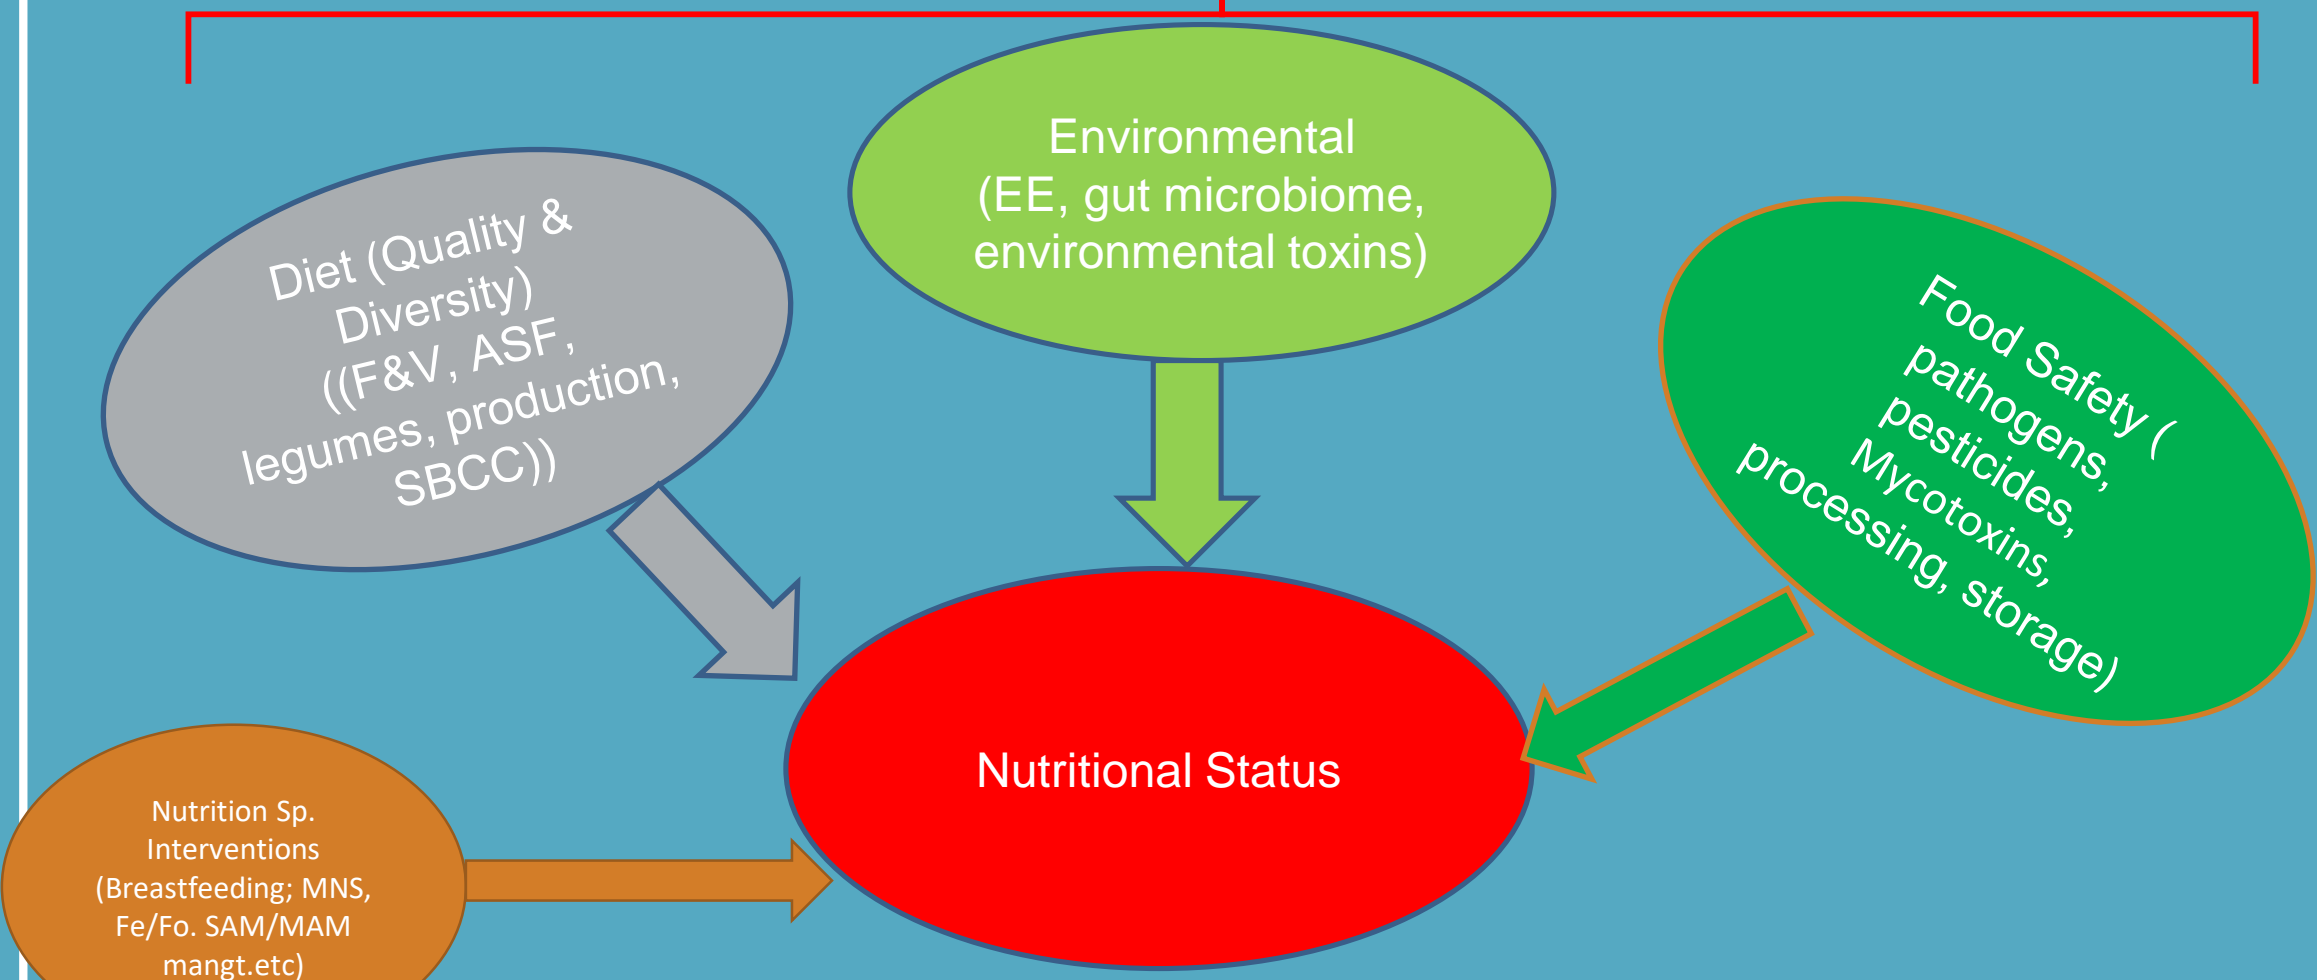 Environmental
(EE, gut microbiome,
environmental toxins)
Diet (Quality &
Diversity)
((F&V, ASF,
legumes, production,
SBCC))
Food Safety (
pathogens,
pesticides,
Mycotoxins,
processing, storage)
Nutritional Status
Nutrition Sp.
Interventions
(Breastfeeding; MNS,
Fe/Fo. SAM/MAM
mangt.etc)